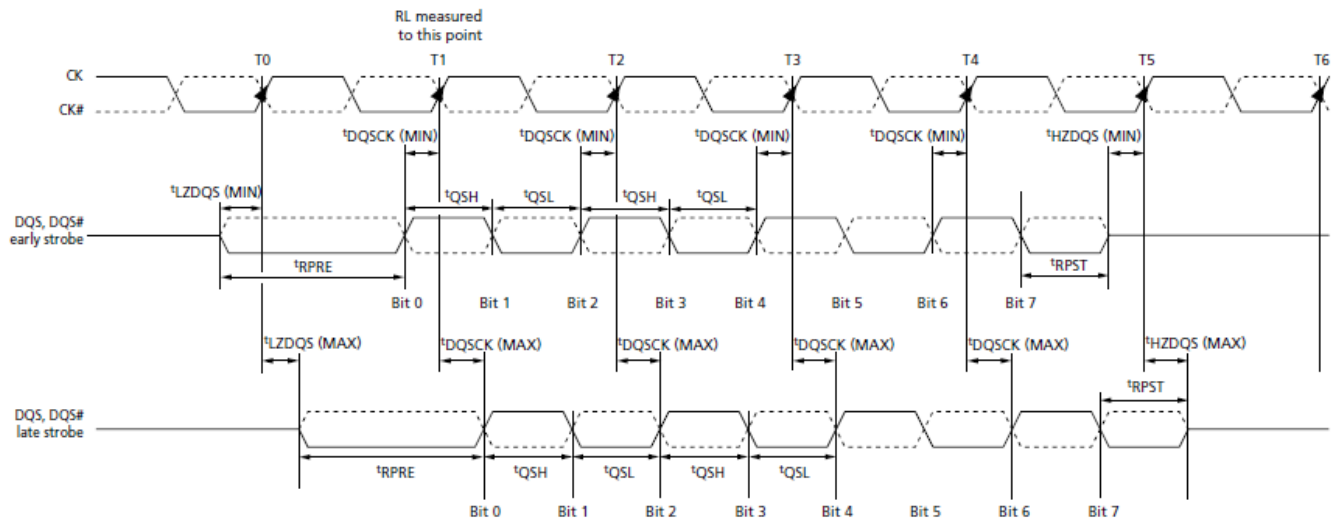 RL measured
to this point
T0 T1 T2 T3 T4 T5 T6
CK
CK#
tDQSCK (MIN) tDQSCK (MIN) tDQSCK (MIN) tDQSCK (MIN) tHZDQS (MIN)
tLZDQS (MIN)
tQSH tQSL tQSH tQSL
DQS, DQS#
early strobe
tRPRE tRPST
Bit 0 Bit 1 Bit 2 Bit 3 Bit 4 Bit 5 Bit 6 Bit 7
tLZDQS (MAX) tDQSCK (MAX) tDQSCK (MAX) tDQSCK (MAX) tDQSCK (MAX) tHZDQS (MAX)
tRPST
DQS, DQS#
late strobe
tRPRE tQSH tQSL tQSH tQSL
Bit 0 Bit 1 Bit 2 Bit 3 Bit 4 Bit 5 Bit 6 Bit 7